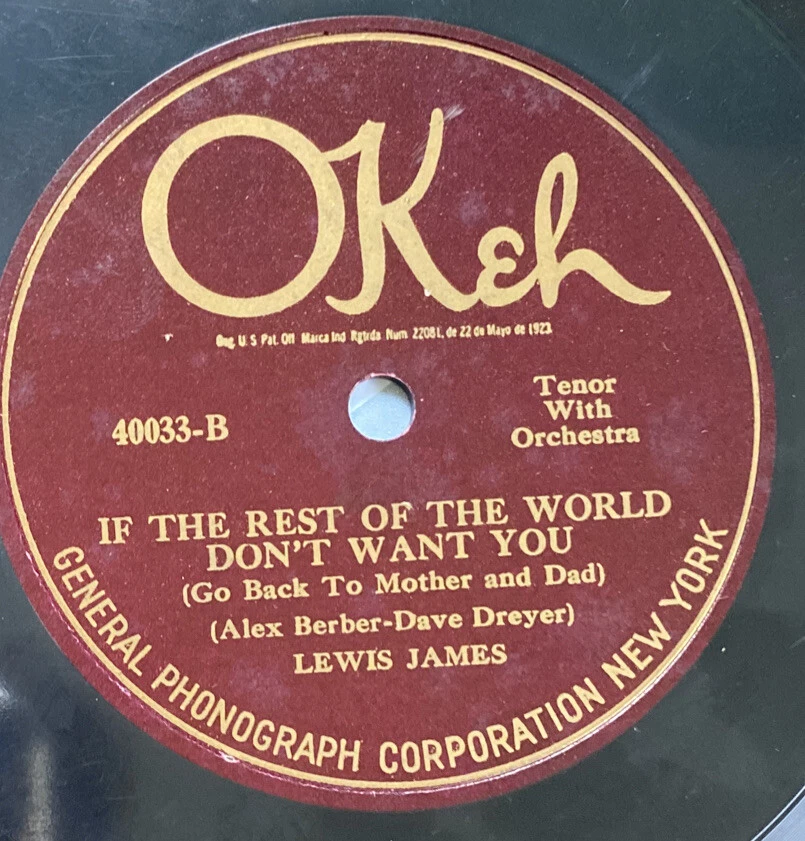 OKeh
Reg. U S Pat. Off Marca Ind Rgtrda Num 22081, de 22 de Mayo de 1923
40033-B
Tenor
With
Orchestra
IF THE REST OF THE WORLD
DON'T WANT YOU
(Go Back To Mother and Dad)
(Alex Berber-Dave Dreyer)
LEWIS JAMES
GENERAL PHONOGRAPH CORPORATION NEW YORK